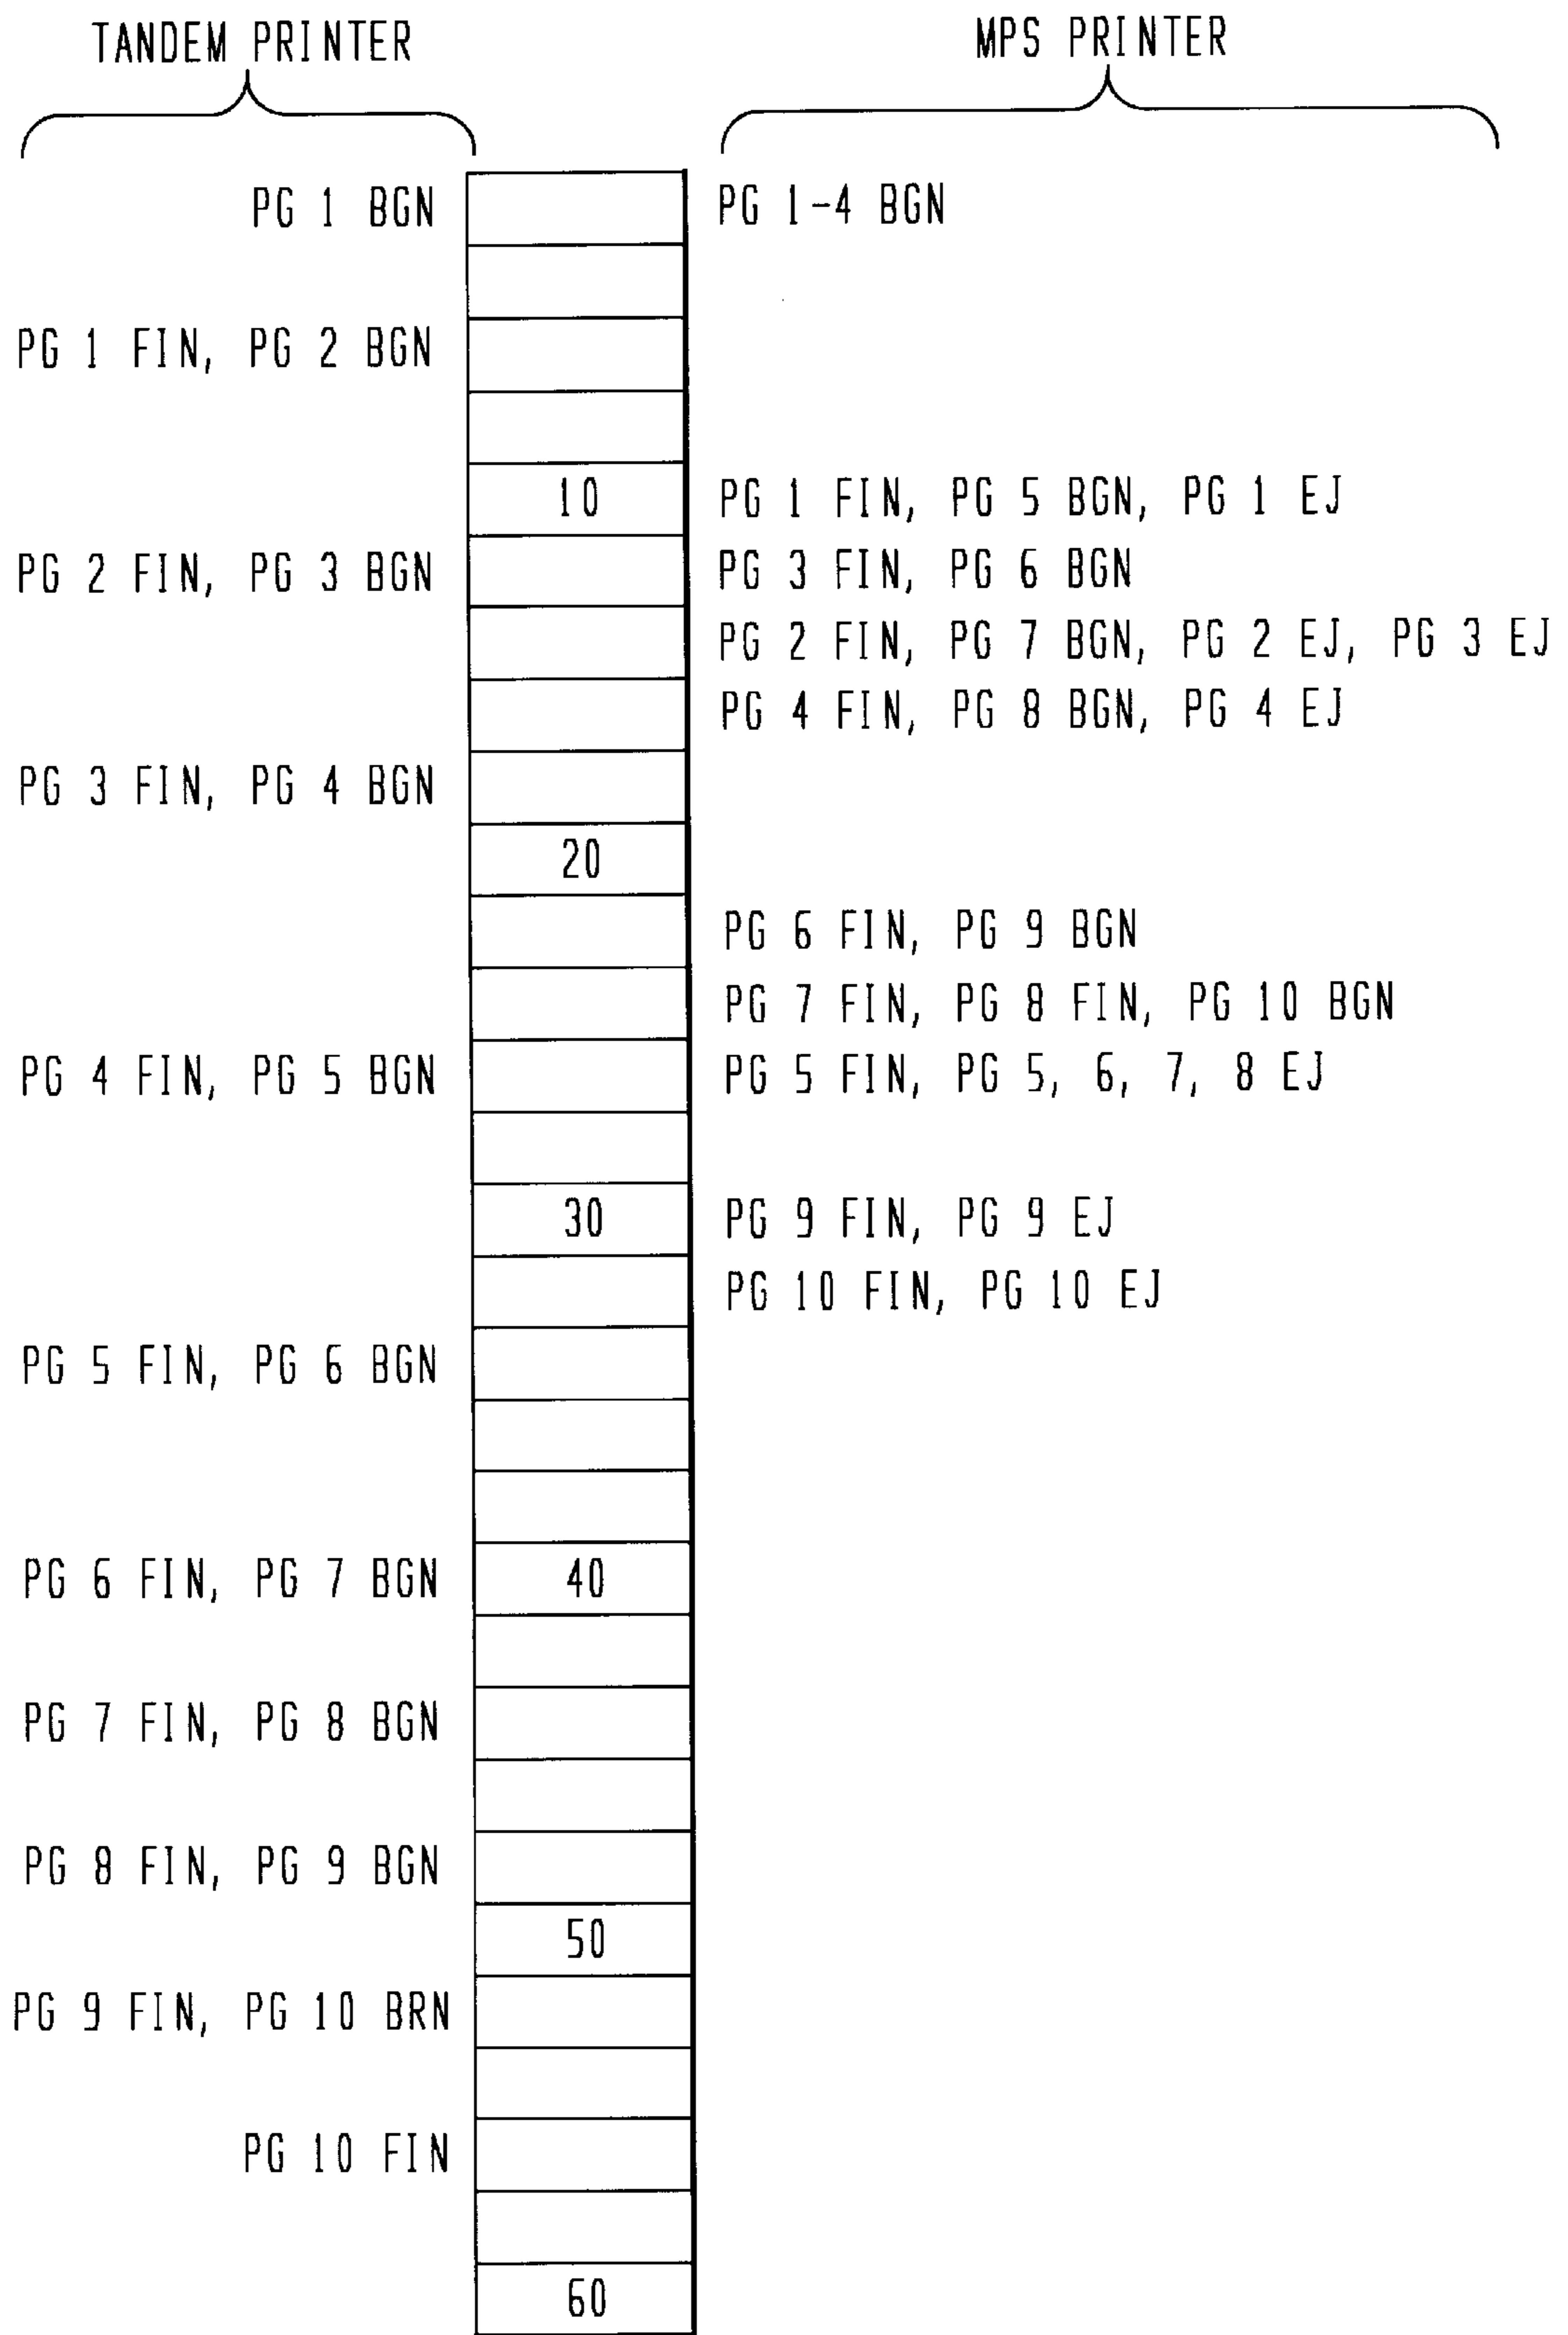 TANDEM PRINTER MPS PRINTER
PG 1 BGN PG 1-4 BGN
PG 1 FIN, PG 2 BGN
10 PG 1 FIN, PG 5 BGN, PG 1 EJ
PG 2 FIN, PG 3 BGN PG 3 FIN, PG 6 BGN
PG 2 FIN, PG 7 BGN, PG 2 EJ, PG 3 EJ
PG 4 FIN, PG 8 BGN, PG 4 EJ
PG 3 FIN, PG 4 BGN
20
PG 6 FIN, PG 9 BGN
PG 7 FIN, PG 8 FIN, PG 10 BGN
PG 4 FIN, PG 5 BGN PG 5 FIN, PG 5, 6, 7, 8 EJ
30 PG 9 FIN, PG 9 EJ
PG 10 FIN, PG 10 EJ
PG 5 FIN, PG 6 BGN
PG 6 FIN, PG 7 BGN 40
PG 7 FIN, PG 8 BGN
PG 8 FIN, PG 9 BGN
50
PG 9 FIN, PG 10 BRN
PG 10 FIN
60